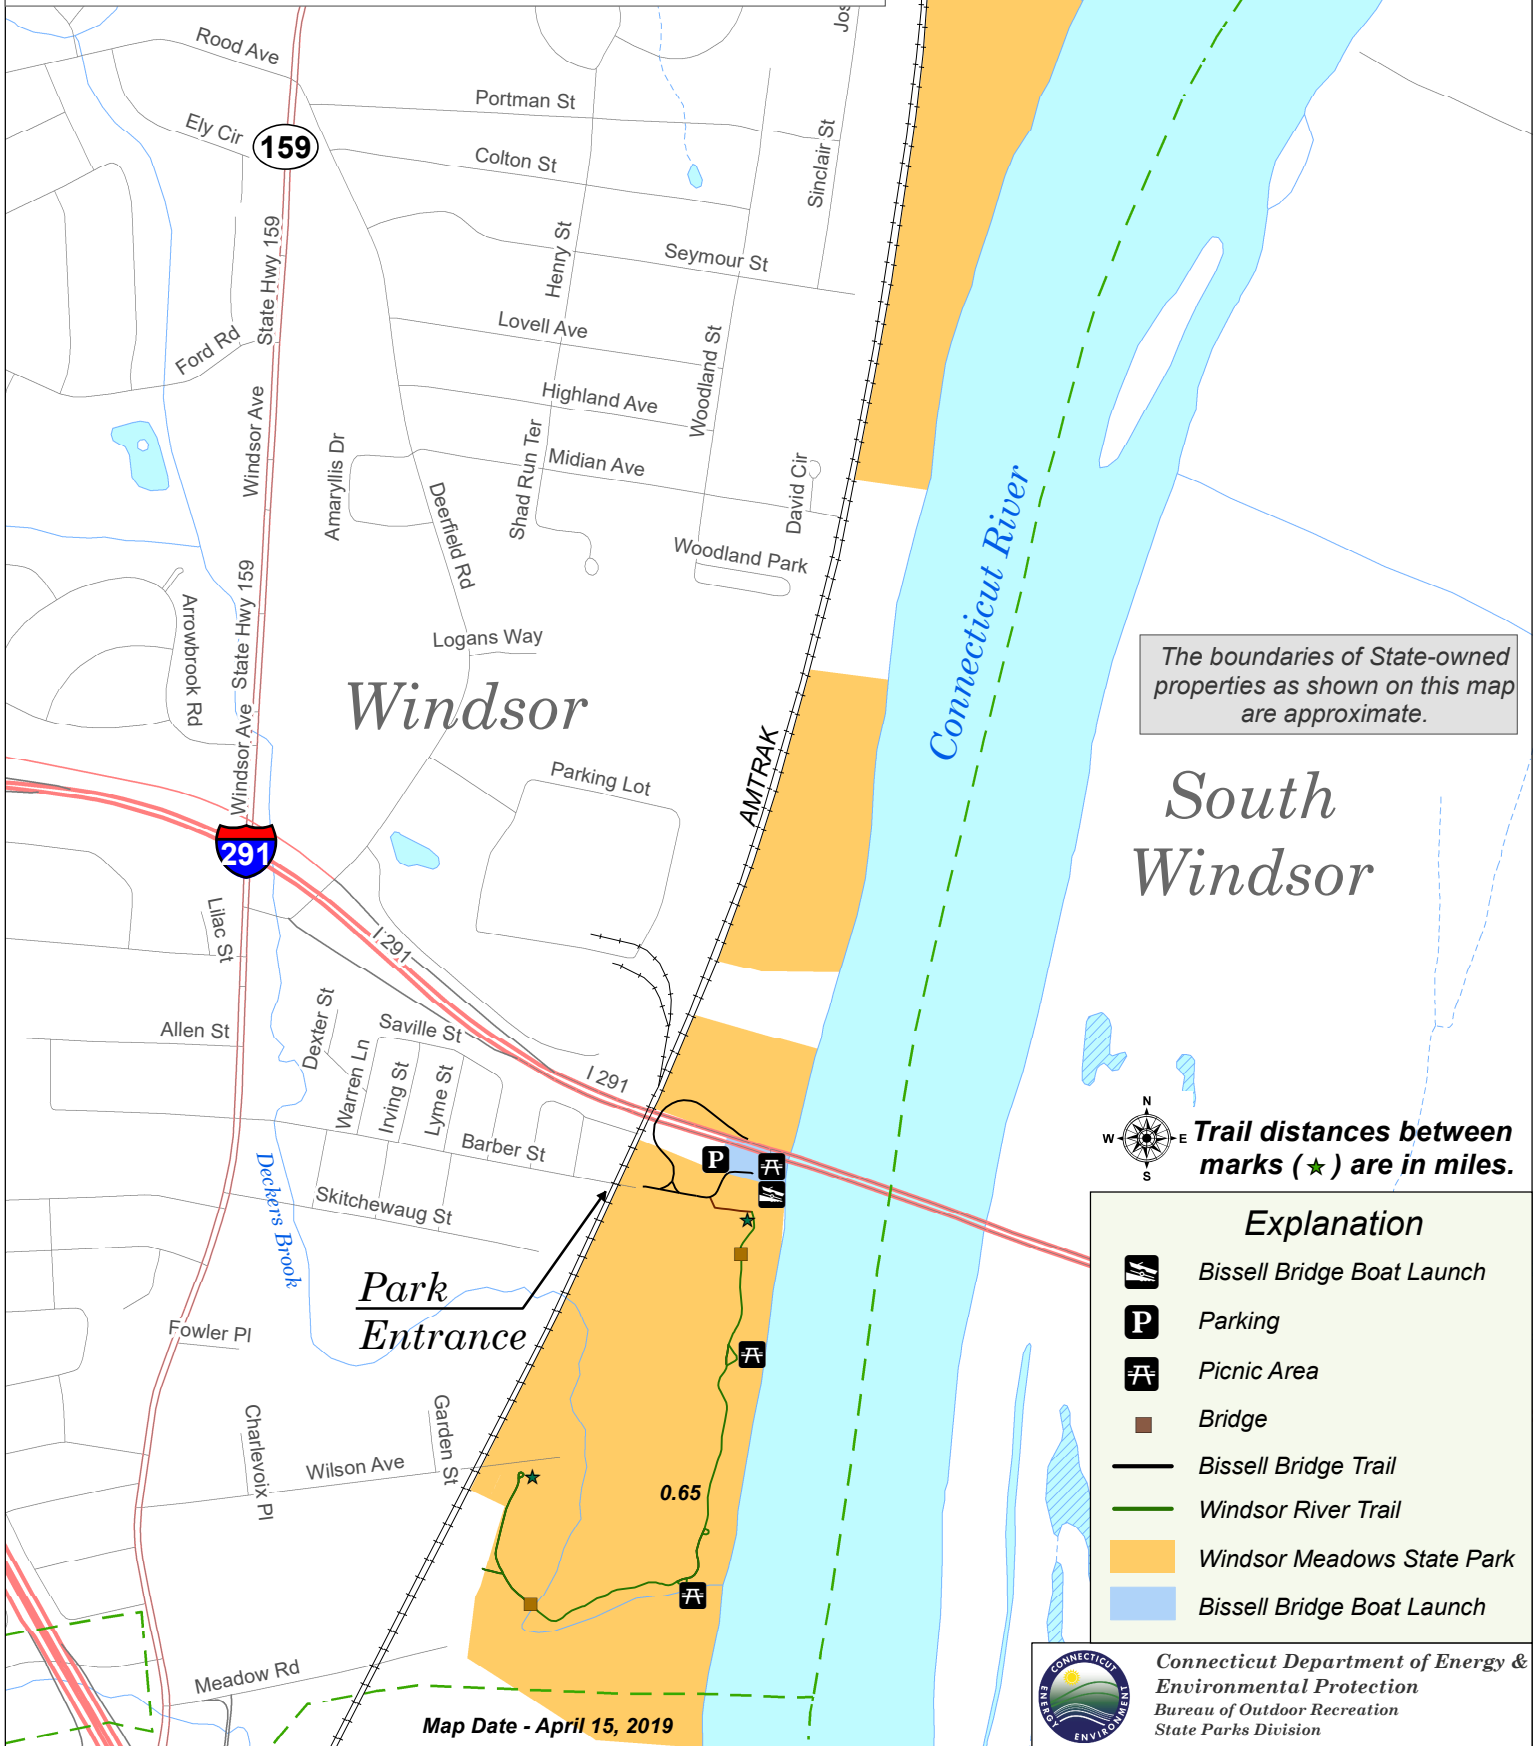 Rood Ave
Jos
Portman St
Ely Cir
159
Colton St
Sinclair St
State Hwy 159
Henry St
Seymour St
Ford Rd
Lovell Ave
Woodland St
Windsor Ave
Highland Ave
Amaryllis Dr
Shad Run Ter
Midian Ave
David Cir
Deerfield Rd
Woodland Park
Connecticut River
State Hwy 159
Arrowbrook Rd
Logans Way
The boundaries of State-owned
properties as shown on this map
are approximate.
Windsor
Windsor Ave
AMTRAK
Parking Lot
South
Windsor
291
Lilac St
I 291
Allen St
Dexter St
Saville St
Warren Ln
Irving St
Lyme St
I 291
Barber St
P
N
W
E
S
Trail distances between
marks ( ★ ) are in miles.
Deckers Brook
Skitchewaug St
Park
Entrance
Fowler Pl
Charlevoix Pl
Garden St
Wilson Ave
0.65
Explanation
Bissell Bridge Boat Launch
P
Parking
Picnic Area
Bridge
Bissell Bridge Trail
Windsor River Trail
Windsor Meadows State Park
Bissell Bridge Boat Launch
Meadow Rd
Map Date - April 15, 2019
CONNECTICUT
ENERGY
ENVIRONMENT
Connecticut Department of Energy &
Environmental Protection
Bureau of Outdoor Recreation
State Parks Division